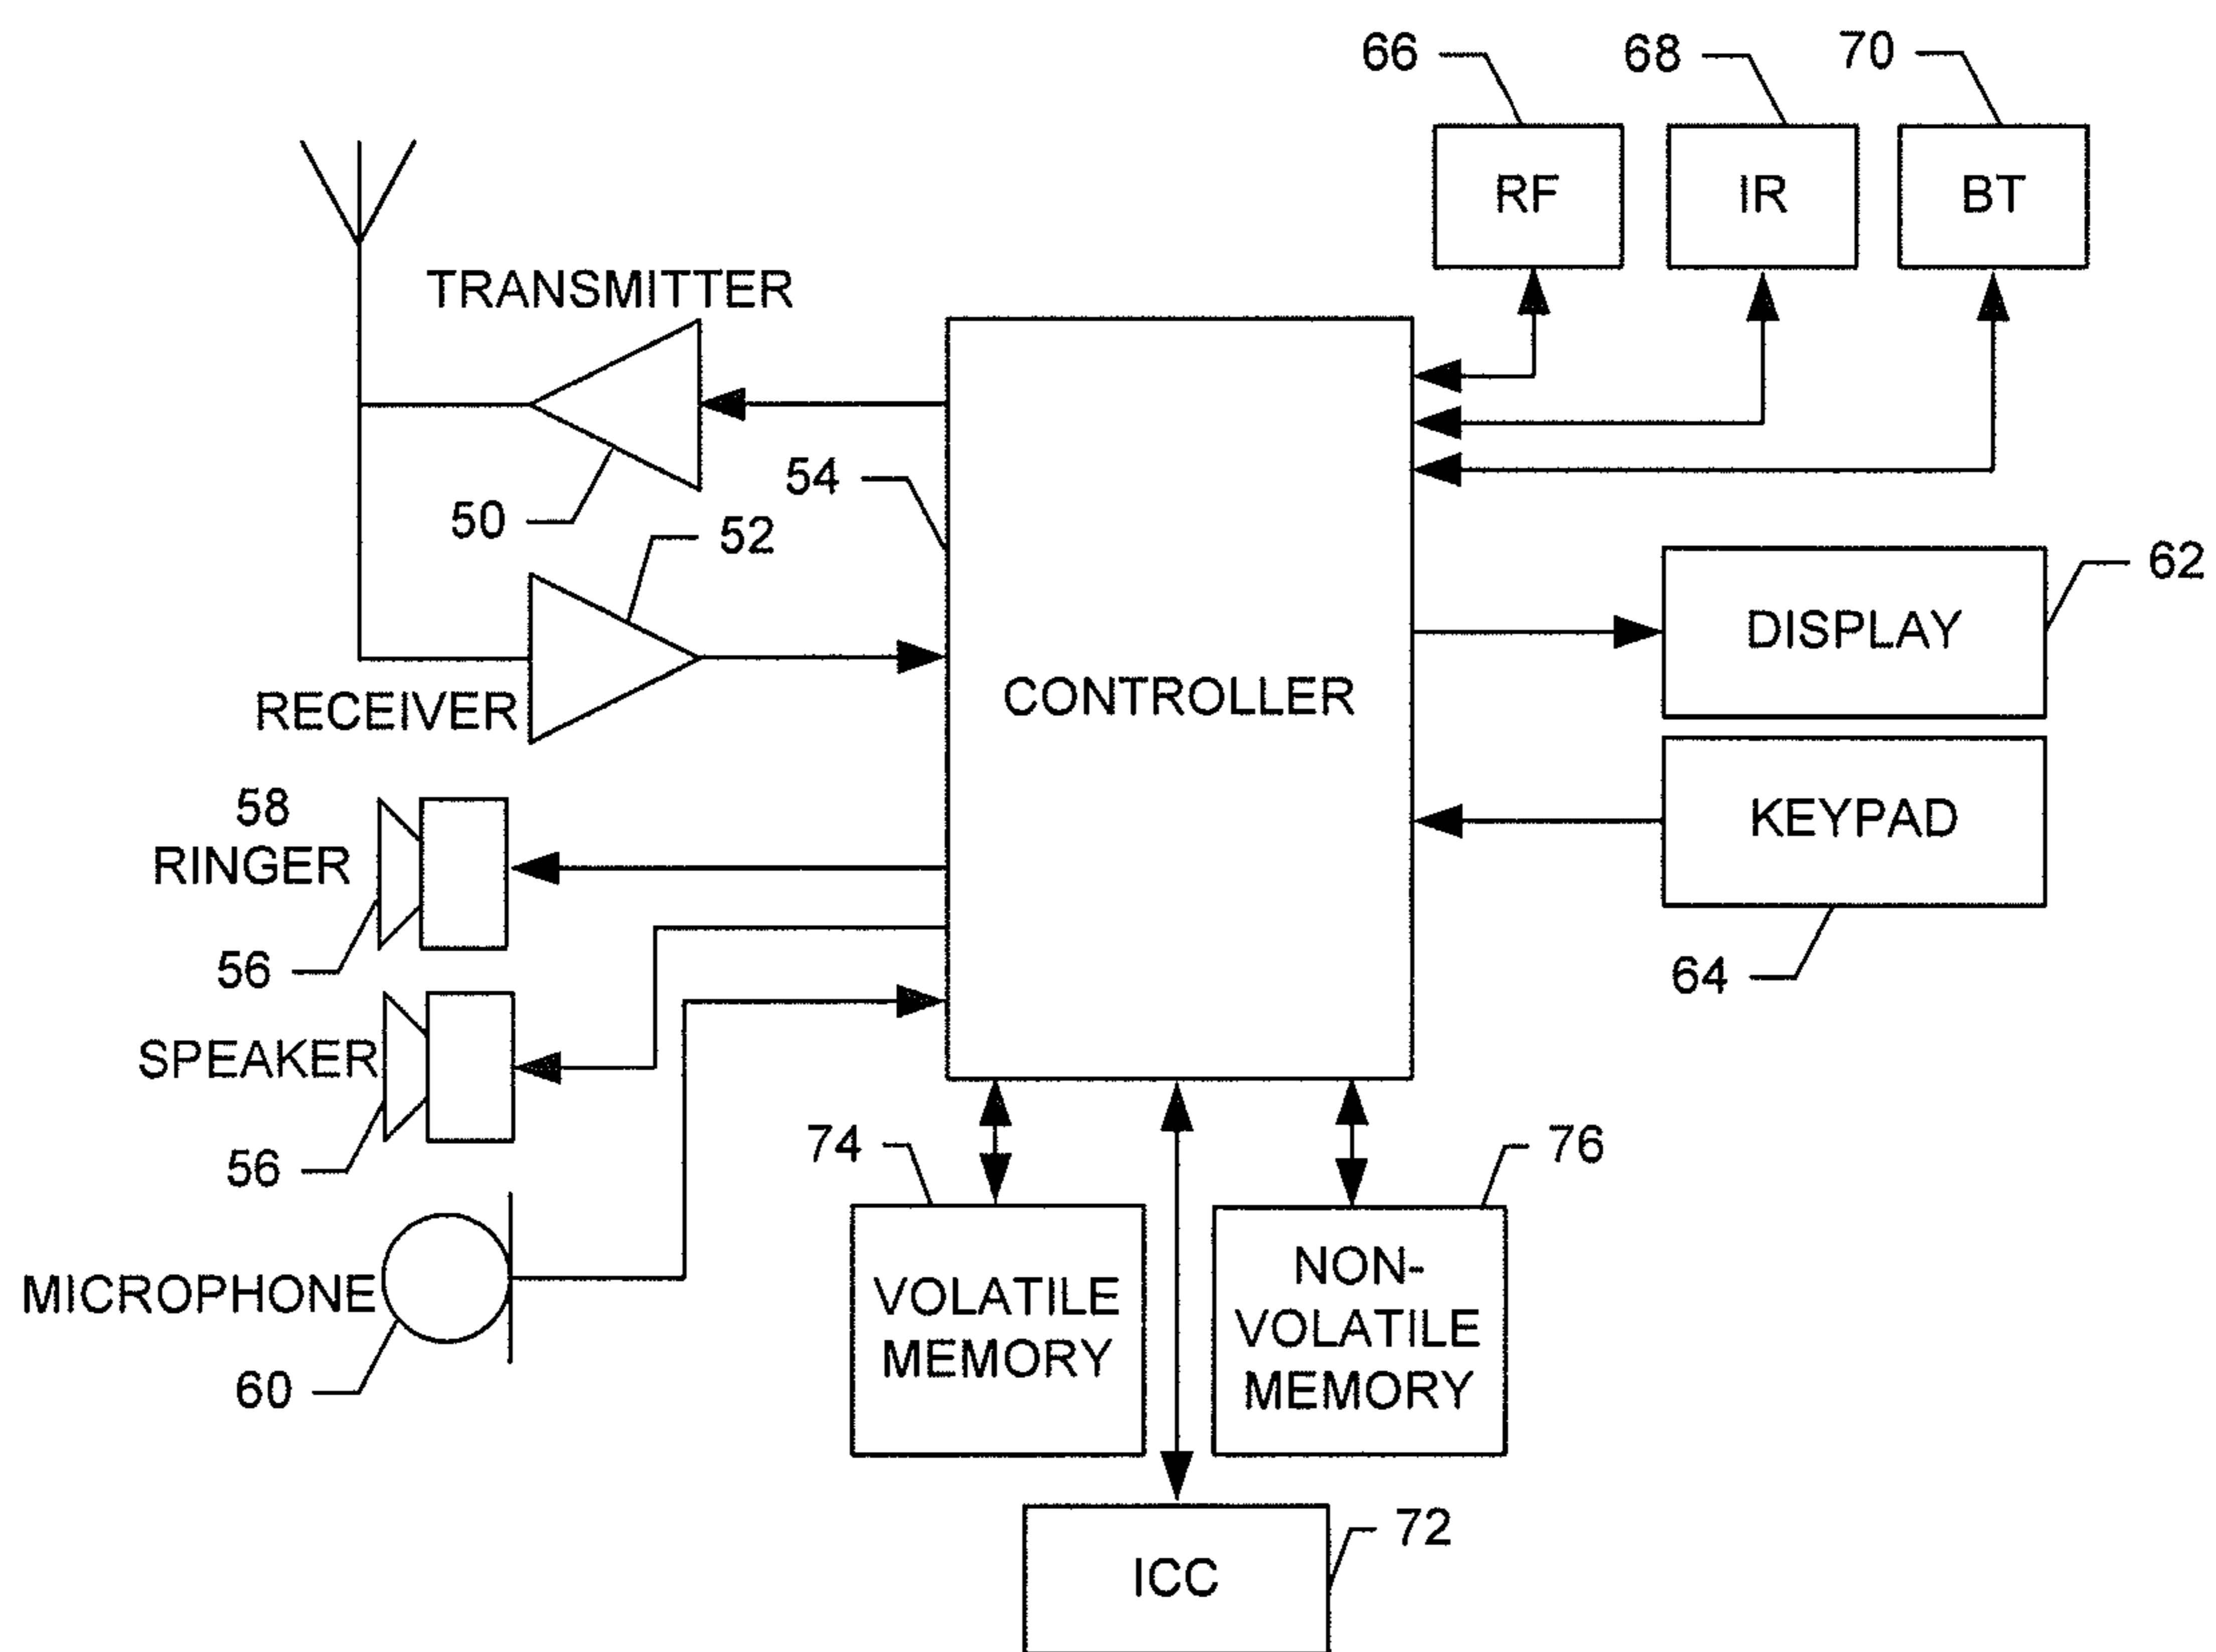 66
68
70
RF
IR
BT
TRANSMITTER
54
50
52
62
DISPLAY
CONTROLLER
RECEIVER
58
RINGER
KEYPAD
56
64
SPEAKER
56
74
76
MICROPHONE
60
VOLATILE
MEMORY
NON-
VOLATILE
MEMORY
72
ICC